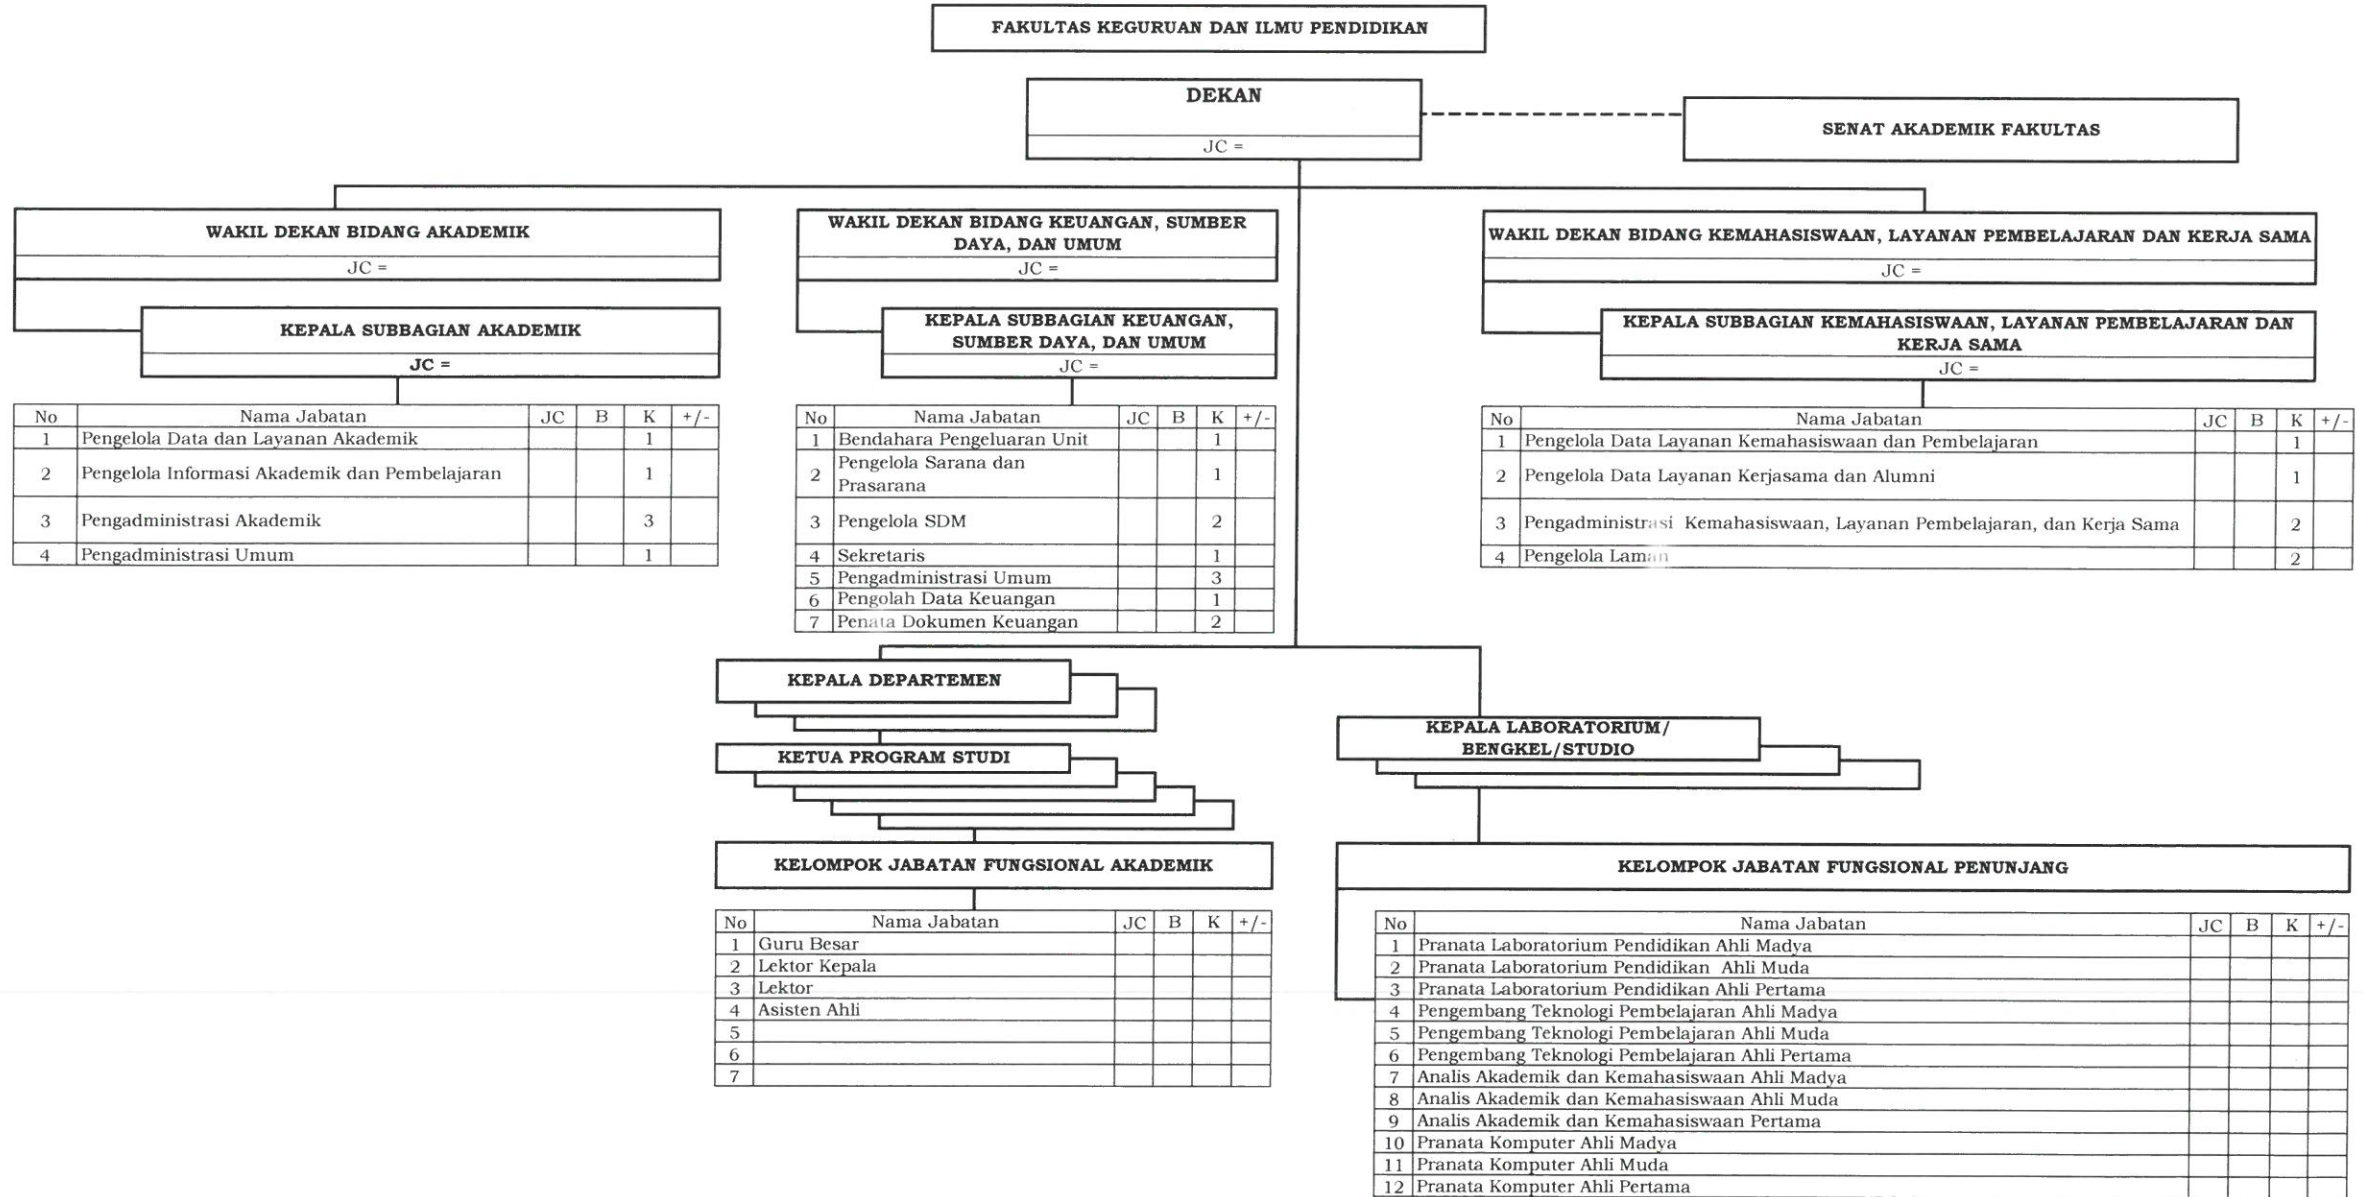 FAKULTAS KEGURUAN DAN ILMU PENDIDIKAN
DEKAN
JC =
SENAT AKADEMIK FAKULTAS
WAKIL DEKAN BIDANG AKADEMIK
JC =
KEPALA SUBBAGIAN AKADEMIK
JC =
No Nama Jabatan JC B K +/-
1 Pengelola Data dan Layanan Akademik 1
2 Pengelola Informasi Akademik dan Pembelajaran 1
3 Pengadministrasi Akademik 3
4 Pengadministrasi Umum 1
WAKIL DEKAN BIDANG KEUANGAN, SUMBER
DAYA, DAN UMUM
JC =
KEPALA SUBBAGIAN KEUANGAN,
SUMBER DAYA, DAN UMUM
JC =
No Nama Jabatan JC B K +/-
1 Bendahara Pengeluaran Unit 1
2 Pengelola Sarana dan
Prasarana 1
3 Pengelola SDM 2
4 Sekretaris 1
5 Pengadministrasi Umum 3
6 Pengolah Data Keuangan 1
7 Penata Dokumen Keuangan 2
WAKIL DEKAN BIDANG KEMAHASISWAAN, LAYANAN PEMBELAJARAN DAN KERJA SAMA
JC =
KEPALA SUBBAGIAN KEMAHASISWAAN, LAYANAN PEMBELAJARAN DAN
KERJA SAMA
JC =
No Nama Jabatan JC B K +/-
1 Pengelola Data Layanan Kemahasiswaan dan Pembelajaran 1
2 Pengelola Data Layanan Kerjasama dan Alumni 1
3 Pengadministrasi Kemahasiswaan, Layanan Pembelajaran, dan Kerja Sama 2
4 Pengelola Laman 2
KEPALA DEPARTEMEN
KETUA PROGRAM STUDI
KELOMPOK JABATAN FUNGSIONAL AKADEMIK
No Nama Jabatan JC B K +/-
1 Guru Besar
2 Lektor Kepala
3 Lektor
4 Asisten Ahli
5
6
7
KEPALA LABORATORIUM/
BENGKEL/STUDIO
KELOMPOK JABATAN FUNGSIONAL PENUNJANG
No Nama Jabatan JC B K +/-
1 Pranata Laboratorium Pendidikan Ahli Madya
2 Pranata Laboratorium Pendidikan Ahli Muda
3 Pranata Laboratorium Pendidikan Ahli Pertama
4 Pengembang Teknologi Pembelajaran Ahli Madya
5 Pengembang Teknologi Pembelajaran Ahli Muda
6 Pengembang Teknologi Pembelajaran Ahli Pertama
7 Analis Akademik dan Kemahasiswaan Ahli Madya
8 Analis Akademik dan Kemahasiswaan Ahli Muda
9 Analis Akademik dan Kemahasiswaan Pertama
10 Pranata Komputer Ahli Madya
11 Pranata Komputer Ahli Muda
12 Pranata Komputer Ahli Pertama